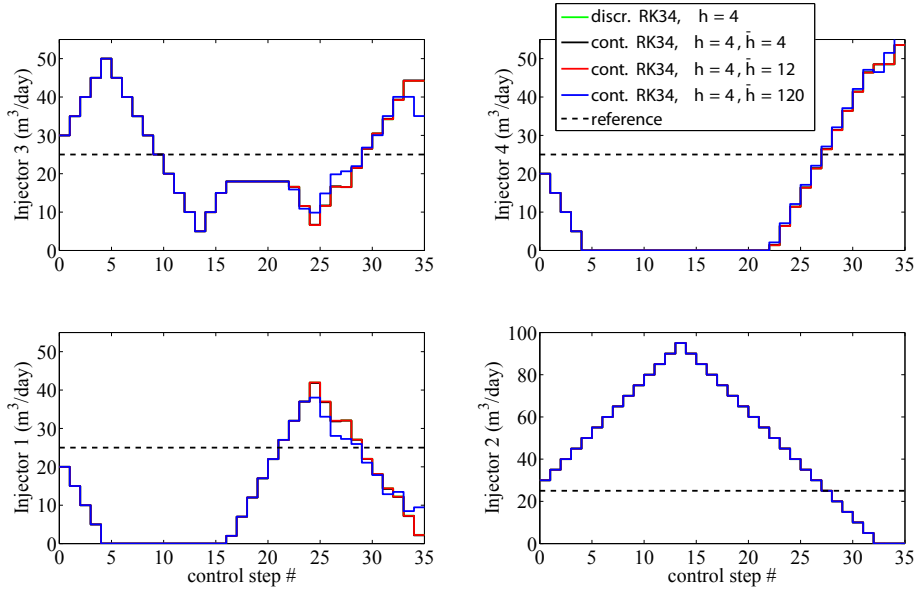 discr. RK34, h = 4
cont. RK34, h = 4 , h̄ = 4
cont. RK34, h = 4 , h̄ = 12
cont. RK34, h = 4 , h̄ = 120
reference
Injector 3 (m³/day)
50
40
30
20
10
0
0 5 10 15 20 25 30 35
Injector 4 (m³/day)
50
40
30
20
10
0
0 5 10 15 20 25 30 35
Injector 1 (m³/day)
50
40
30
20
10
0
0 5 10 15 20 25 30 35
control step #
Injector 2 (m³/day)
100
80
60
40
20
0
0 5 10 15 20 25 30 35
control step #